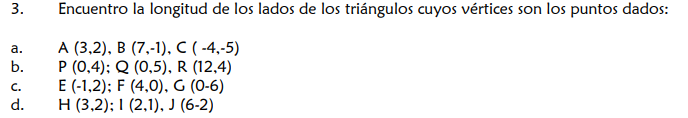 3. Encuentro la longitud de los lados de los triángulos cuyos vértices son los puntos dados:
a. A (3,2), B (7,-1), C ( -4,-5)
b. P (0,4); Q (0,5), R (12,4)
c. E (-1,2); F (4,0), G (0-6)
d. H (3,2); I (2,1), J (6-2)